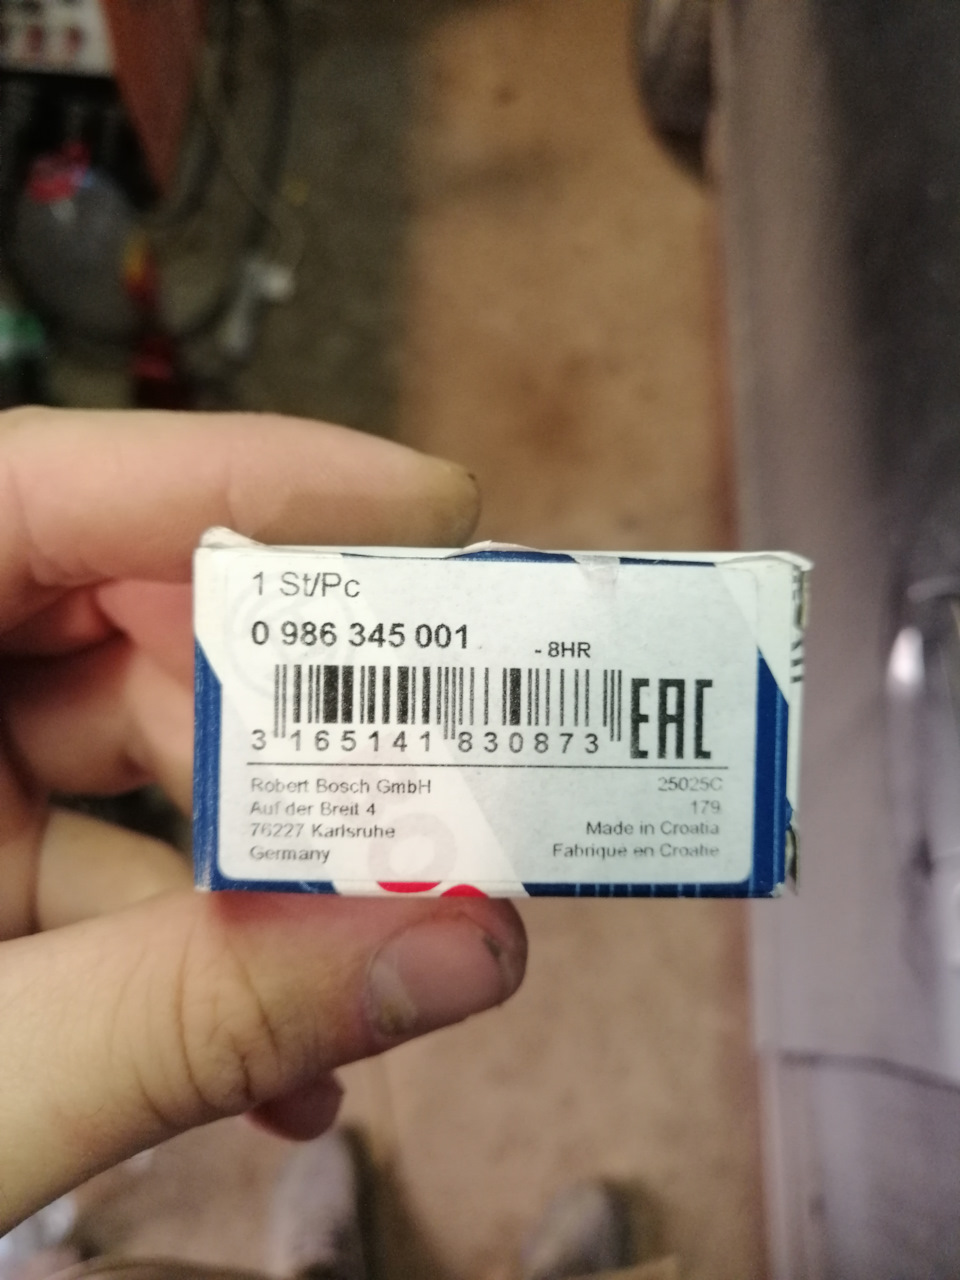 1 St/Pc
0 986 345 001
- 8HR
3 165141 830873
EAC
Robert Bosch GmbH
Auf der Breit 4
76227 Karlsruhe
Germany
25025C
179
Made in Croatia
Fabriqué en Croatie